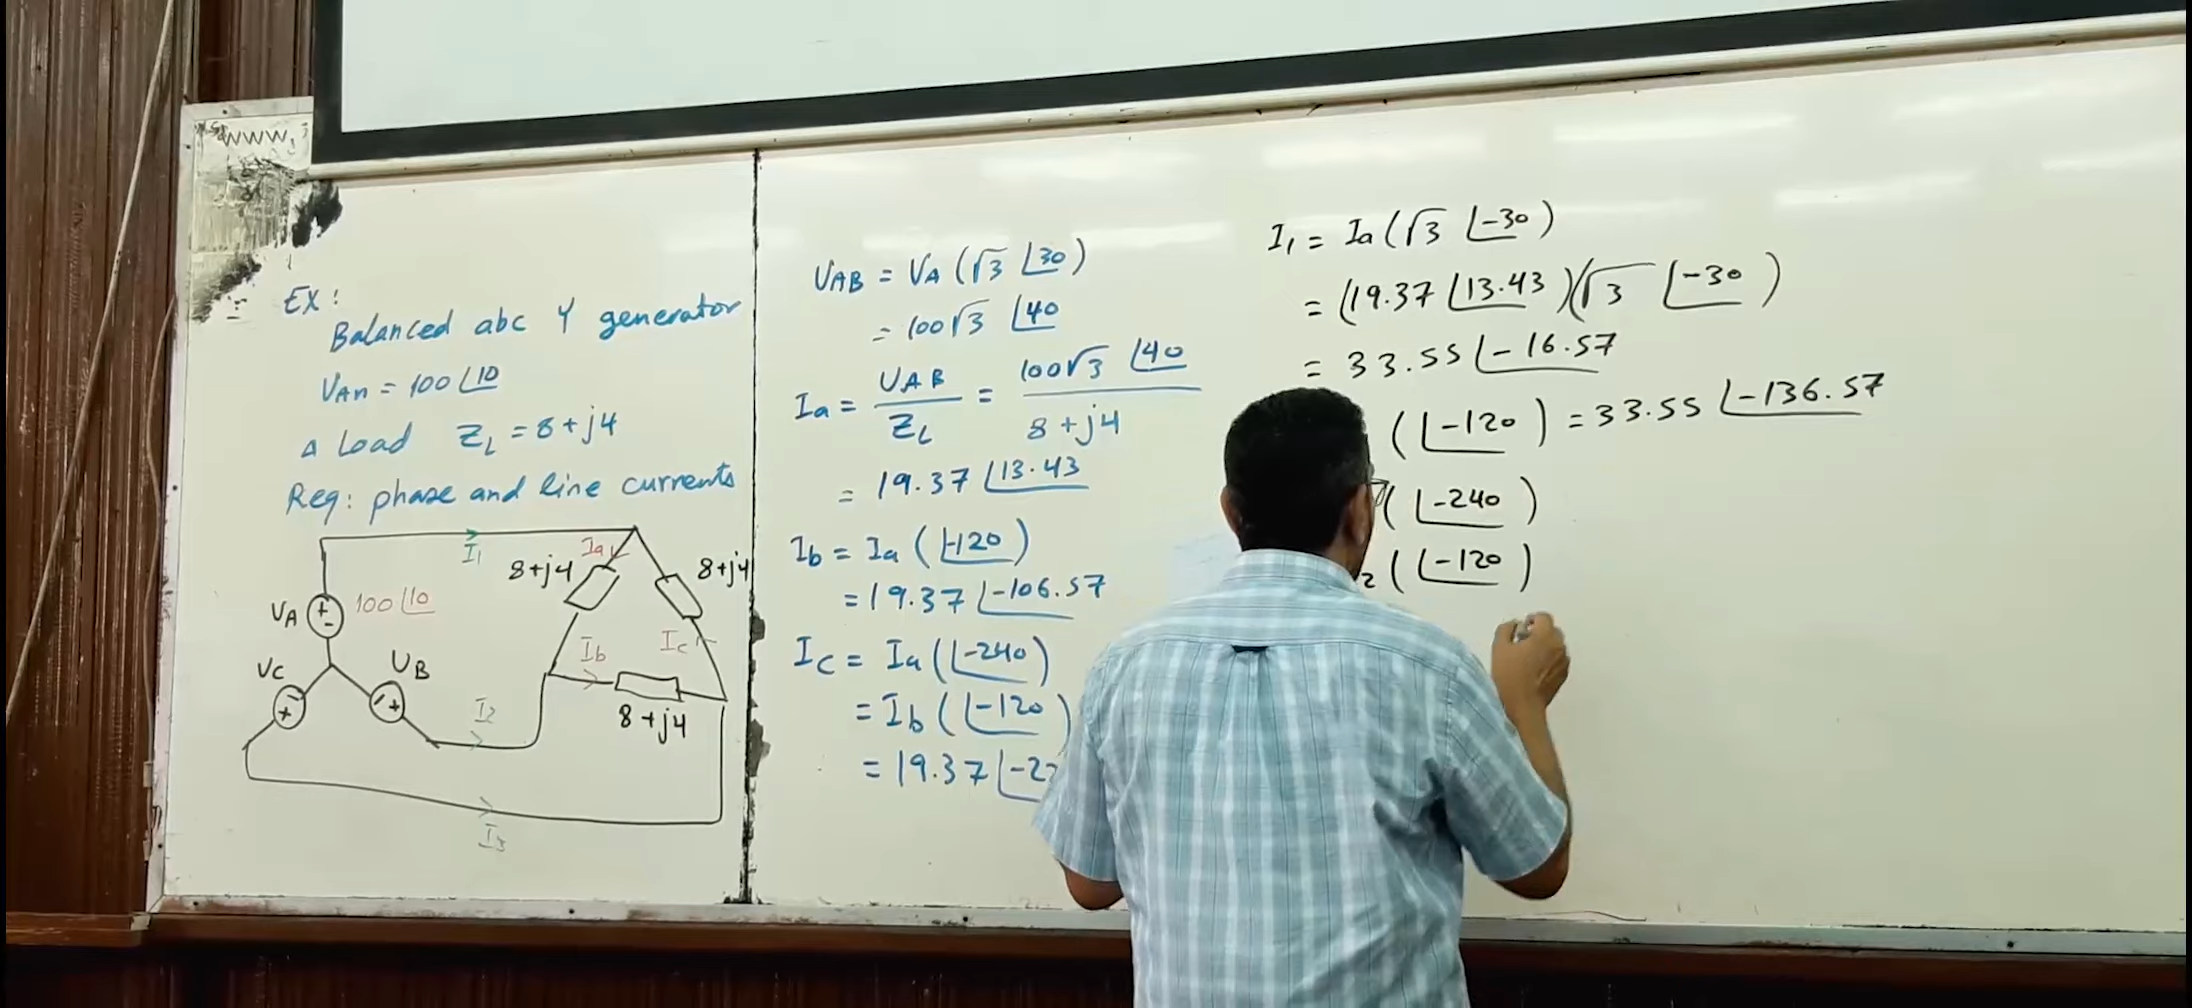 www.
EX:
Balanced abc Y generator
VAn = 100 ∠10
Δ Load ZL = 8+j4
Req: phase and line currents
I1
Ia
8+j4
8+j4
VA
+
-
100 ∠10
Ib
Ic
VC
-
+
VB
-
+
8+j4
I2
I3
VAB = VA (√3 ∠30)
= 100√3 ∠40
Ia = VAB/ZL = 100√3 ∠40 / 8+j4
= 19.37 ∠13.43
Ib = Ia (∠-120)
= 19.37 ∠-106.57
Ic = Ia (∠-240)
= Ib (∠-120)
= 19.37 ∠-22
I1 = Ia (√3 ∠-30)
= (19.37 ∠13.43)(√3 ∠-30)
= 33.55 ∠-16.57
(∠-120) = 33.55 ∠-136.57
(∠-240)
2 (∠-120)